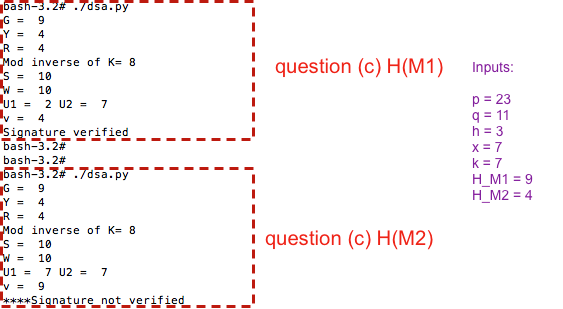 bash-3.2# ./dsa.py
G =  9
Y =  4
R =  4
Mod inverse of K= 8
S =  10
W =  10
U1 =  2 U2 =  7
v =  4
Signature verified
bash-3.2#
bash-3.2#
bash-3.2# ./dsa.py
G =  9
Y =  4
R =  4
Mod inverse of K= 8
S =  10
W =  10
U1 =  7 U2 =  7
v =  9
****Signature not verified
question (c) H(M1)
question (c) H(M2)
Inputs:
p = 23
q = 11
h = 3
x = 7
k = 7
H_M1 = 9
H_M2 = 4